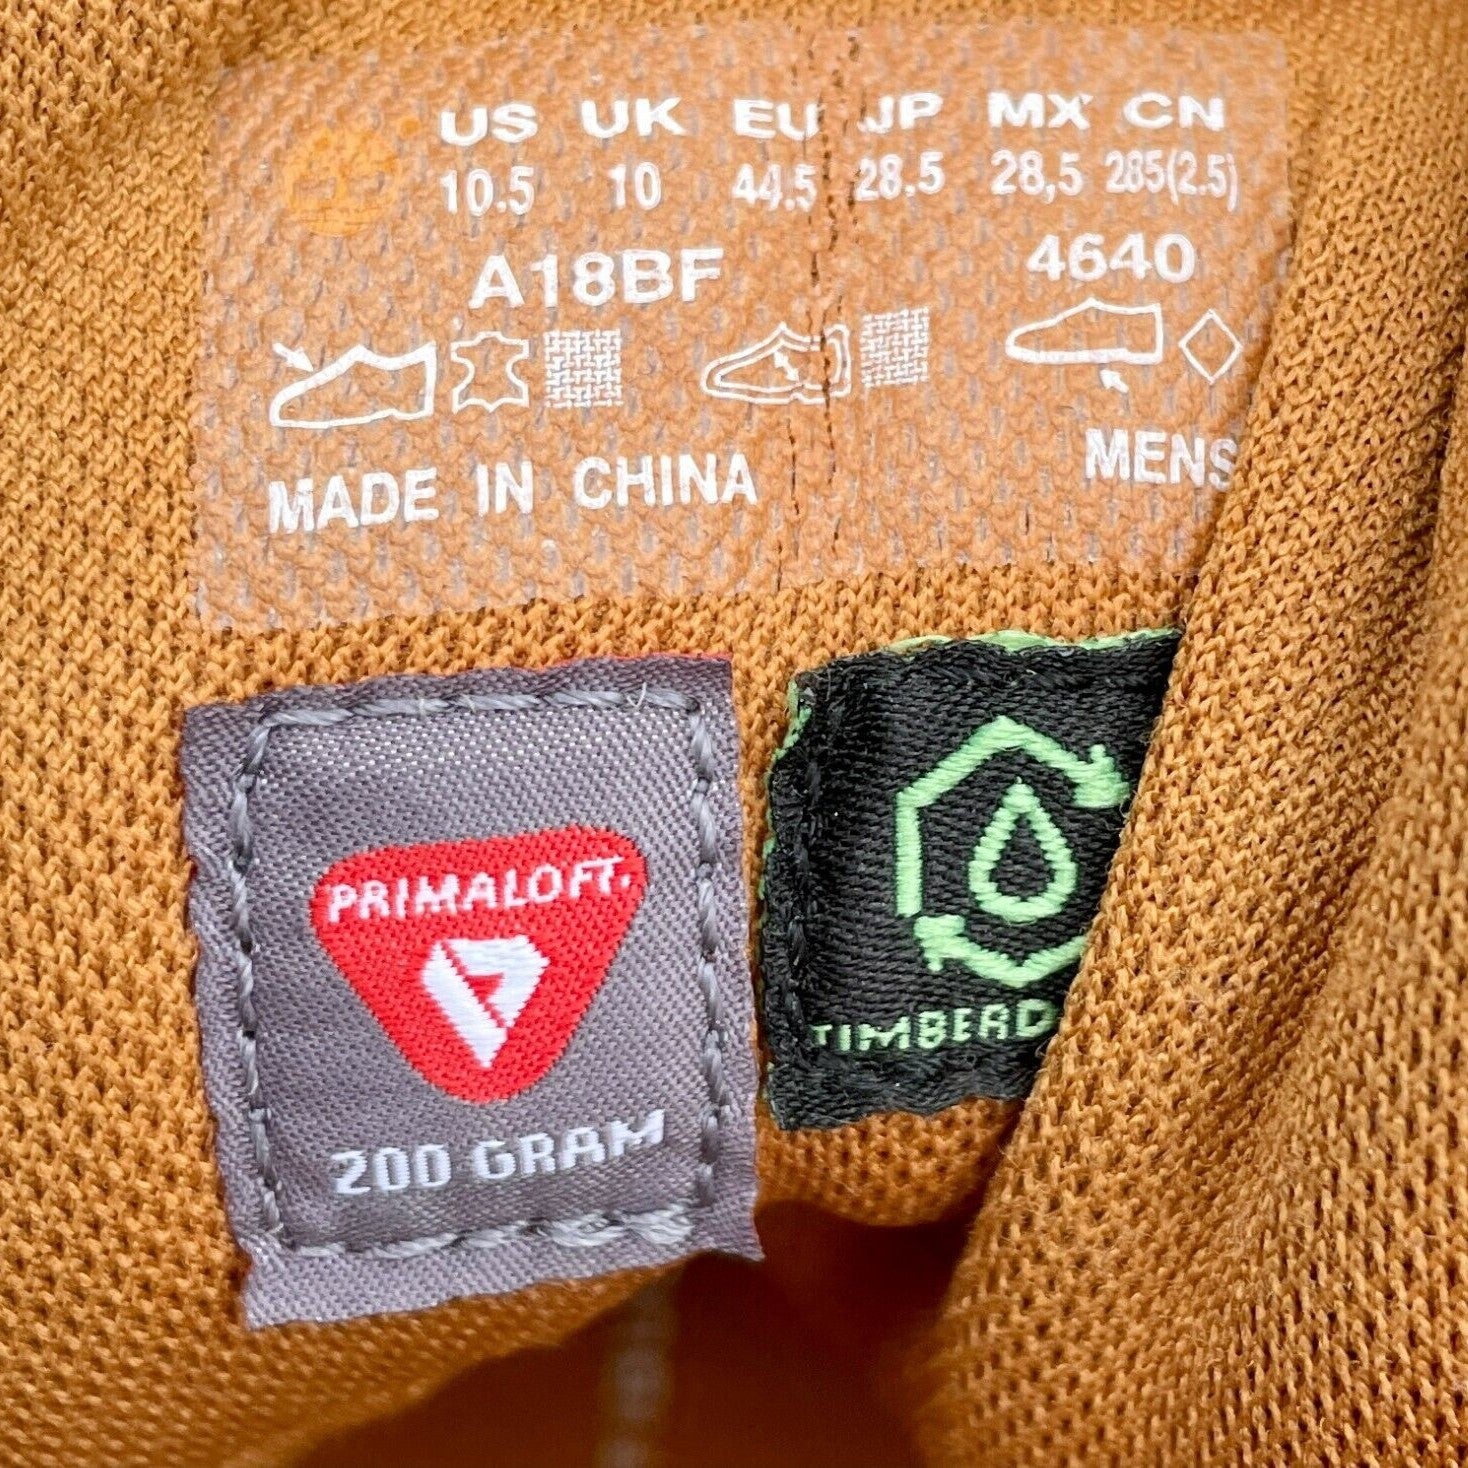 US UK EU JP MX CN
10.5 10 44.5 28.5 28,5 285(2.5)
A18BF 4640
MADE IN CHINA
MENS
PRIMALOFT.
200 GRAM
TIMBERD